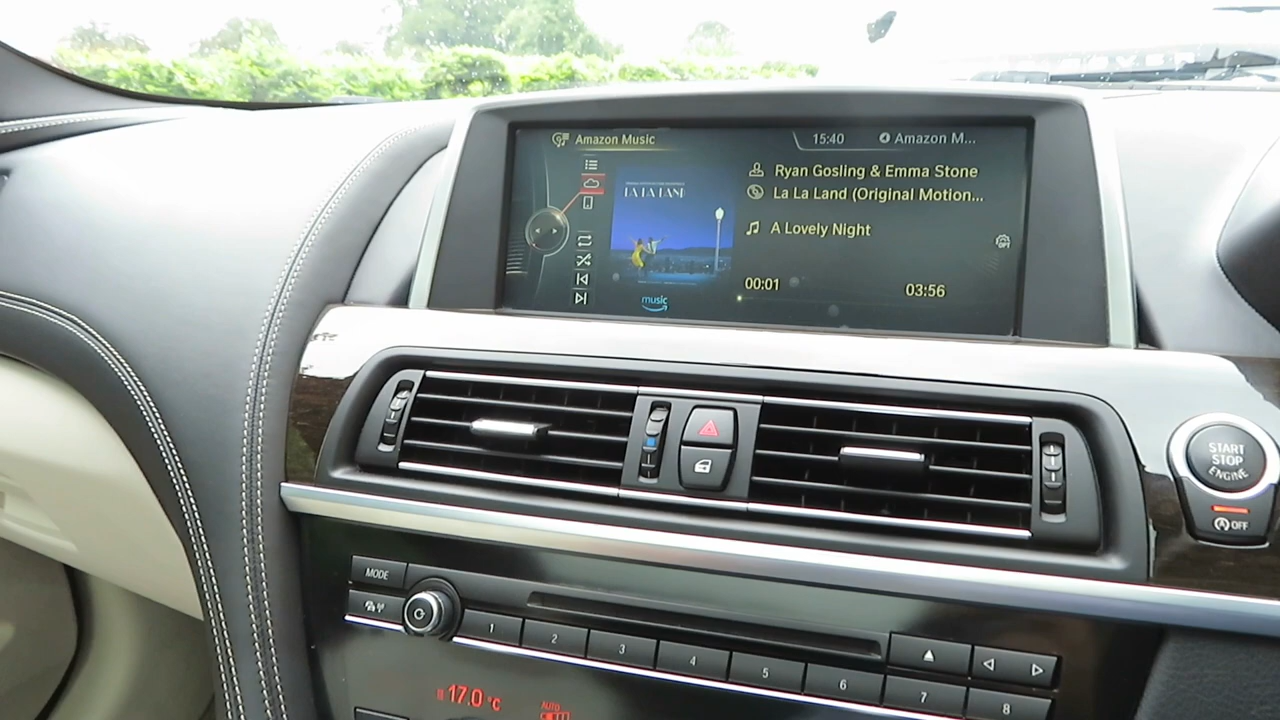 Amazon Music
15:40
Amazon M...
LA LA LAND
Ryan Gosling & Emma Stone
La La Land (Original Motion...
A Lovely Night
OFF
00:01
03:56
music
START
STOP
ENGINE
OFF
MODE
1
2
3
4
5
6
7
8
17.0 °C
AUTO